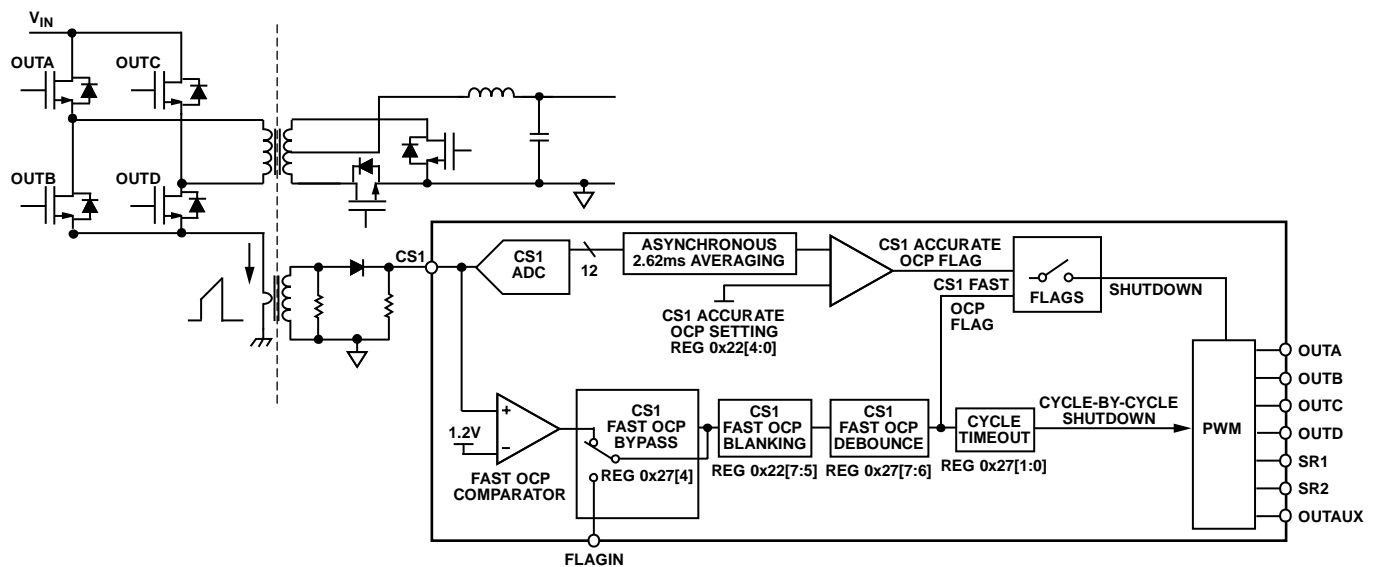 VIN
OUTA
OUTC
OUTB
OUTD
CS1
CS1
ADC
12
ASYNCHRONOUS
2.62ms AVERAGING
CS1 ACCURATE
OCP SETTING
REG 0x22[4:0]
CS1 ACCURATE
OCP FLAG
CS1 FAST
OCP
FLAG
FLAGS
SHUTDOWN
1.2V
+
–
FAST OCP
COMPARATOR
CS1
FAST OCP
BYPASS
REG 0x27[4]
FLAGIN
CS1
FAST OCP
BLANKING
REG 0x22[7:5]
CS1
FAST OCP
DEBOUNCE
REG 0x27[7:6]
CYCLE
TIMEOUT
REG 0x27[1:0]
CYCLE-BY-CYCLE
SHUTDOWN
PWM
OUTA
OUTB
OUTC
OUTD
SR1
SR2
OUTAUX